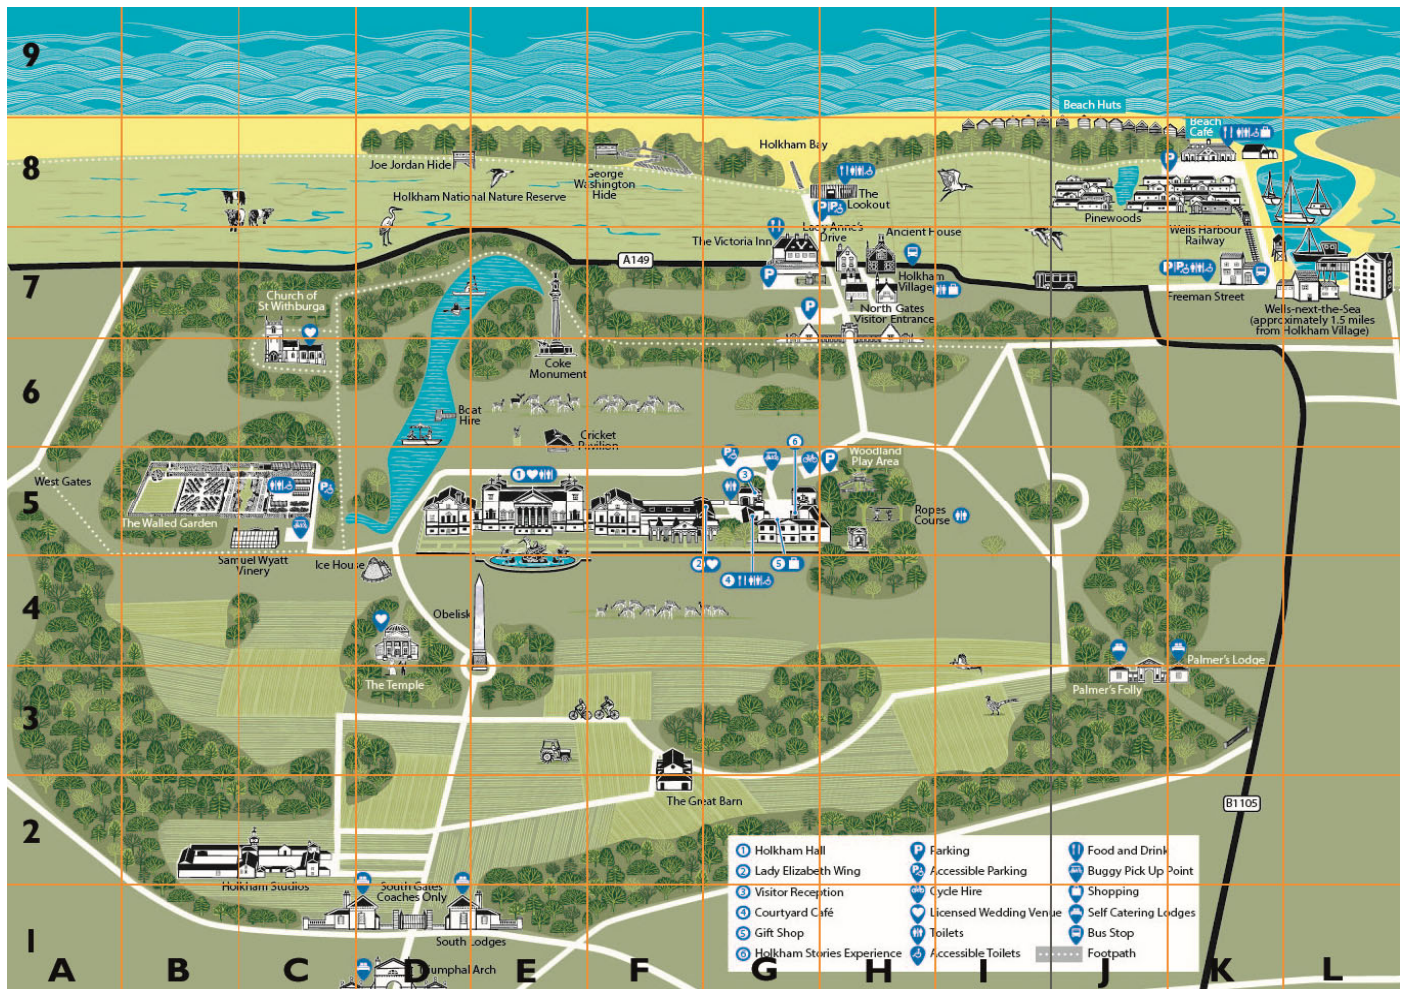 9
Beach Huts
Beach
Café
8
Holkham Bay
Joe Jordan Hide
George
Washington
Hide
Holkham National Nature Reserve
The
Lookout
Pinewoods
Lady Anne's
Drive
Ancient House
The Victoria Inn
Wells Harbour
Railway
A149
7
Holkham
Village
Church of
St Withburga
Freeman Street
North Gates
Visitor Entrance
Wells-next-the-Sea
(approximately 1.5 miles
from Holkham Village)
Coke
Monument
6
Boat
Hire
Cricket
Pavilion
6
Woodland
Play Area
1
3
West Gates
5
The Walled Garden
Ropes
Course
Samuel Wyatt
Vinery
Ice House
2
5
4
4
Obelisk
Palmer's Lodge
The Temple
Palmer's Folly
3
The Great Barn
B1105
2
Holkham Studios
South Gates
Coaches Only
South Lodges
Triumphal Arch
1 Holkham Hall
2 Lady Elizabeth Wing
3 Visitor Reception
4 Courtyard Café
5 Gift Shop
6 Holkham Stories Experience
P Parking
P Accessible Parking
Cycle Hire
Licensed Wedding Venue
Toilets
Accessible Toilets
Food and Drink
Buggy Pick Up Point
Shopping
Self Catering Lodges
Bus Stop
Footpath
1
A B C D E F G H I J K L